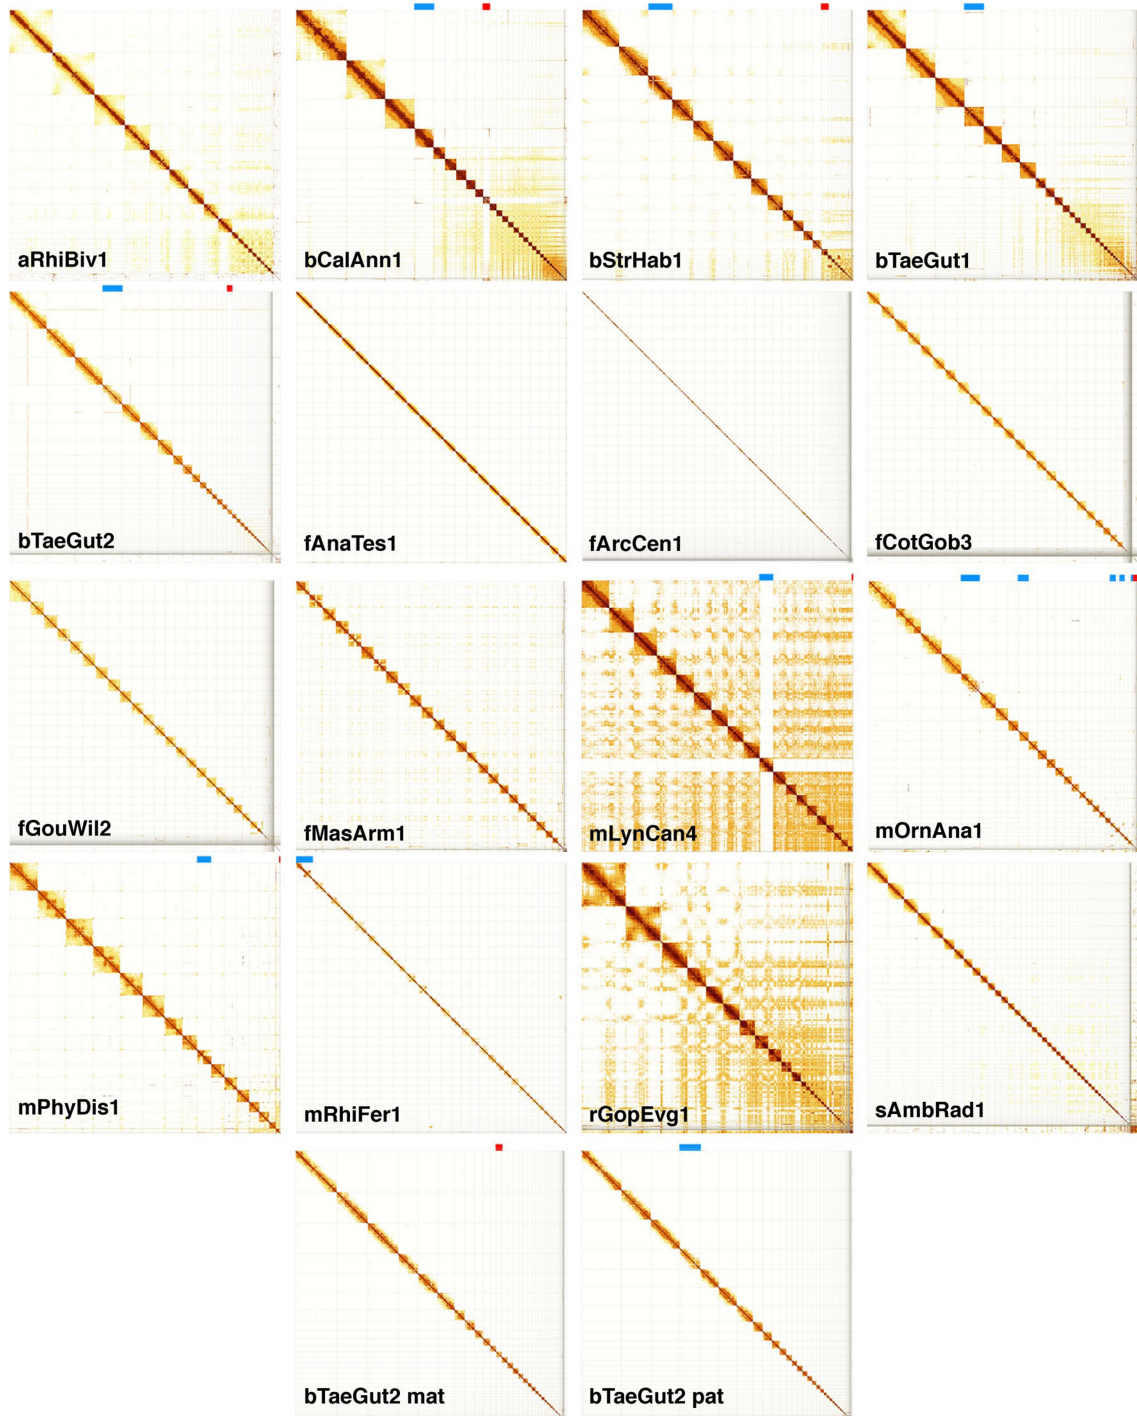 aRhiBiv1
bCalAnn1
bStrHab1
bTaeGut1
bTaeGut2
fAnaTes1
fArcCen1
fCotGob3
fGouWil2
fMasArm1
mLynCan4
mOrnAna1
mPhyDis1
mRhiFer1
rGopEvg1
sAmbRad1
bTaeGut2 mat
bTaeGut2 pat